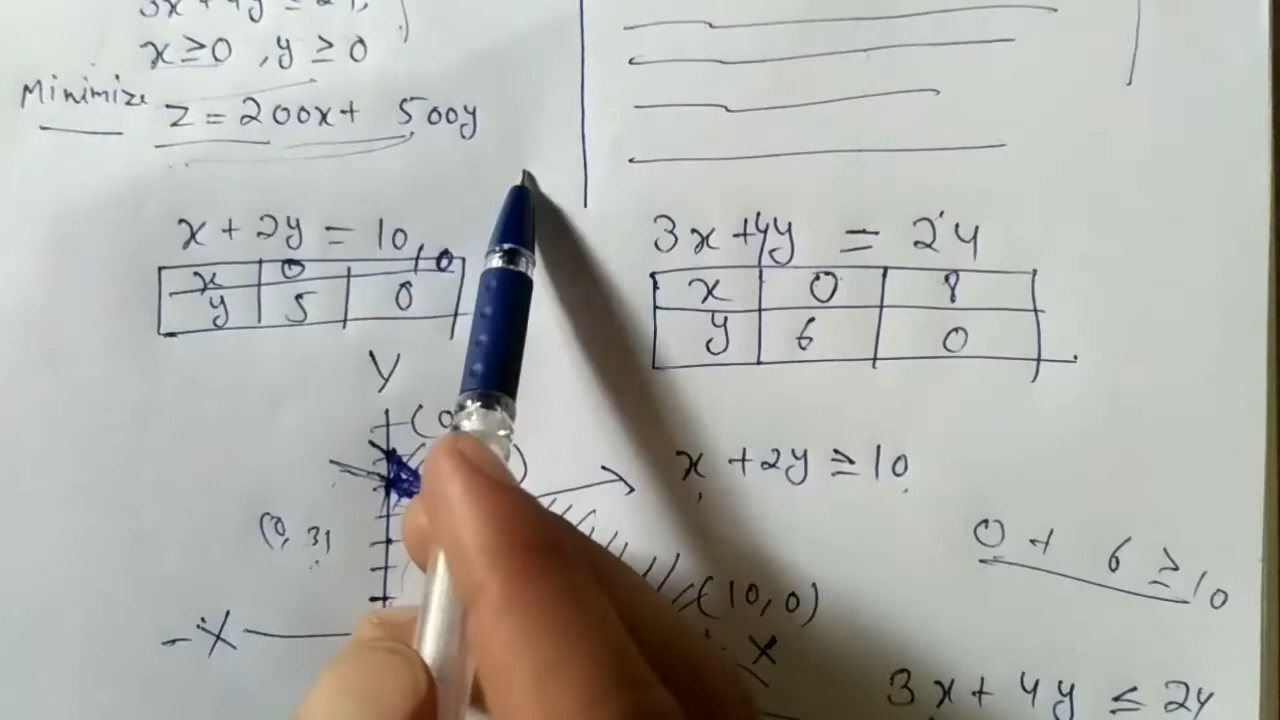 x ≥ 0 , y ≥ 0
Minimize
z = 200x + 500y
x + 2y = 10
x 0 10
y 5 0
3x + 4y = 24
x 0 8
y 6 0
Y
(0
x + 2y ≥ 10
0 + 6 ≥ 10
(0, 3)
(10, 0)
-X
X
3x + 4y ≤ 24